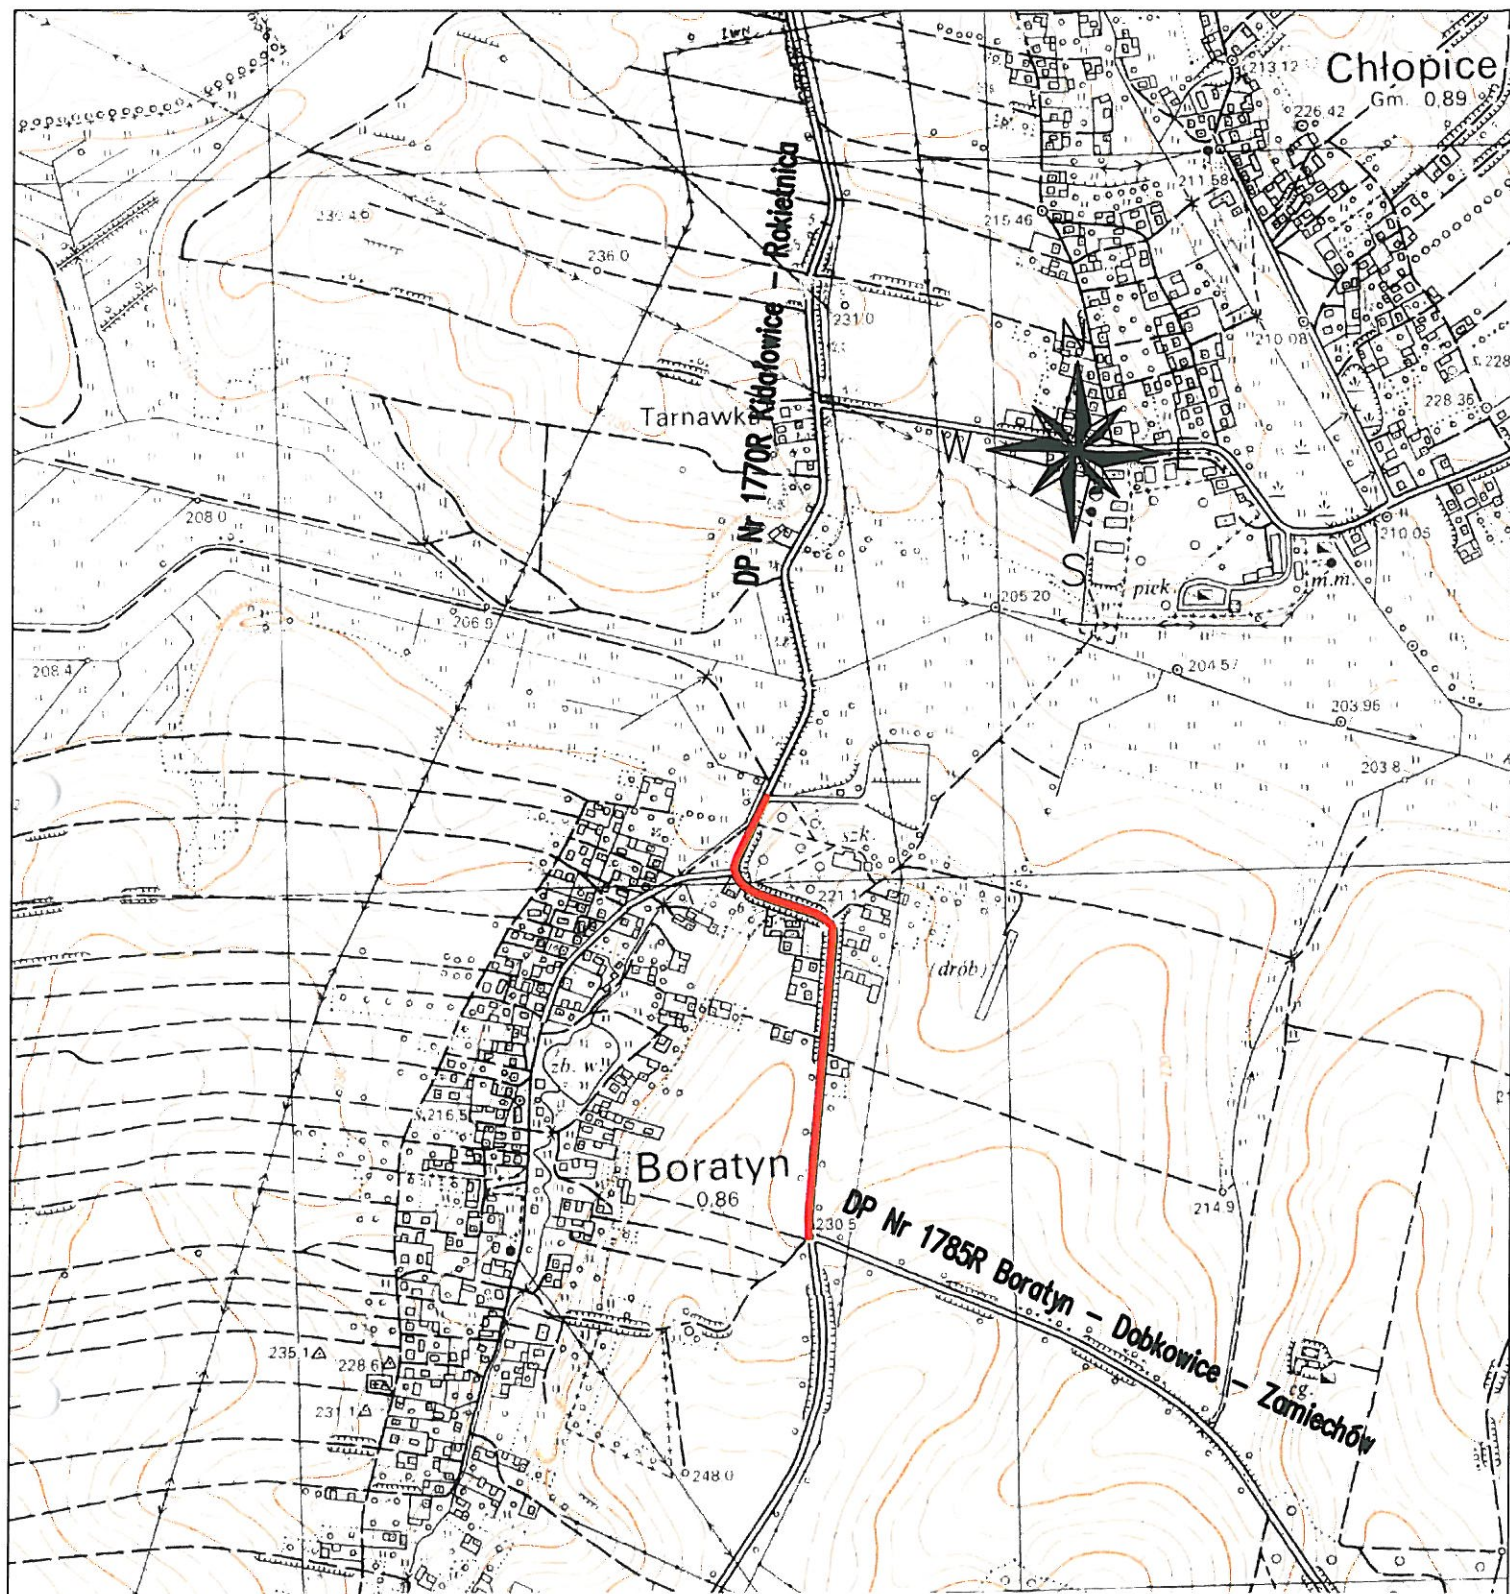 Chłopice
Gm. 0,89
213.12
226.42
211.58
215.46
230.4
236.0
231.0
210.08
228.36
Tarnawka
DP Nr 1770R Kidałowice – Rokietnica
N
W
E
S
208.0
210.05
piek.
m.m.
205.20
206.9
204.57
208.4
203.96
203.8
szk.
221.1
(drób)
220
zb. w.
216.5
Boratyn
0,86
214.9
230.5
DP Nr 1785R Boratyn – Dobkowice – Zamiechów
235.1
228.6
231.1
cg.
248.0